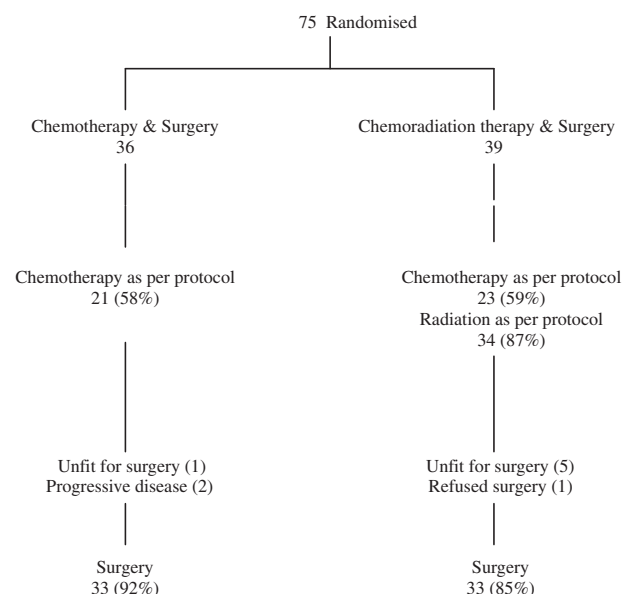 75 Randomised
Chemotherapy & Surgery
36
Chemoradiation therapy & Surgery
39
Chemotherapy as per protocol
21 (58%)
Chemotherapy as per protocol
23 (59%)
Radiation as per protocol
34 (87%)
Unfit for surgery (1)
Progressive disease (2)
Unfit for surgery (5)
Refused surgery (1)
Surgery
33 (92%)
Surgery
33 (85%)